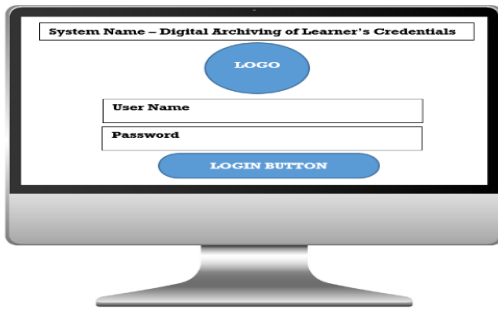 System Name – Digital Archiving of Learner's Credentials
LOGO
User Name
Password
LOGIN BUTTON